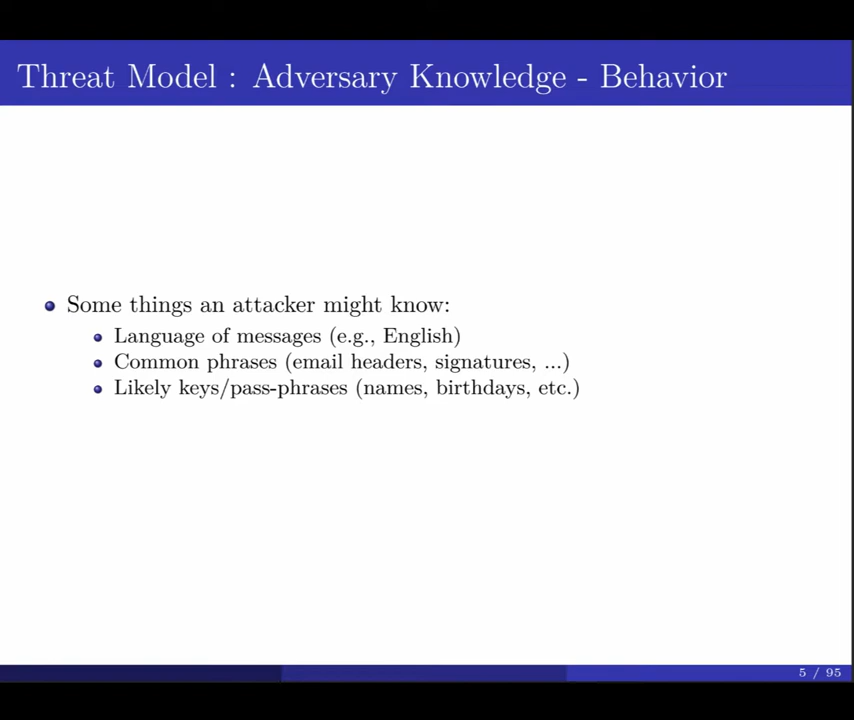 Threat Model : Adversary Knowledge - Behavior
Some things an attacker might know:
Language of messages (e.g., English)
Common phrases (email headers, signatures, ...)
Likely keys/pass-phrases (names, birthdays, etc.)
5 / 95